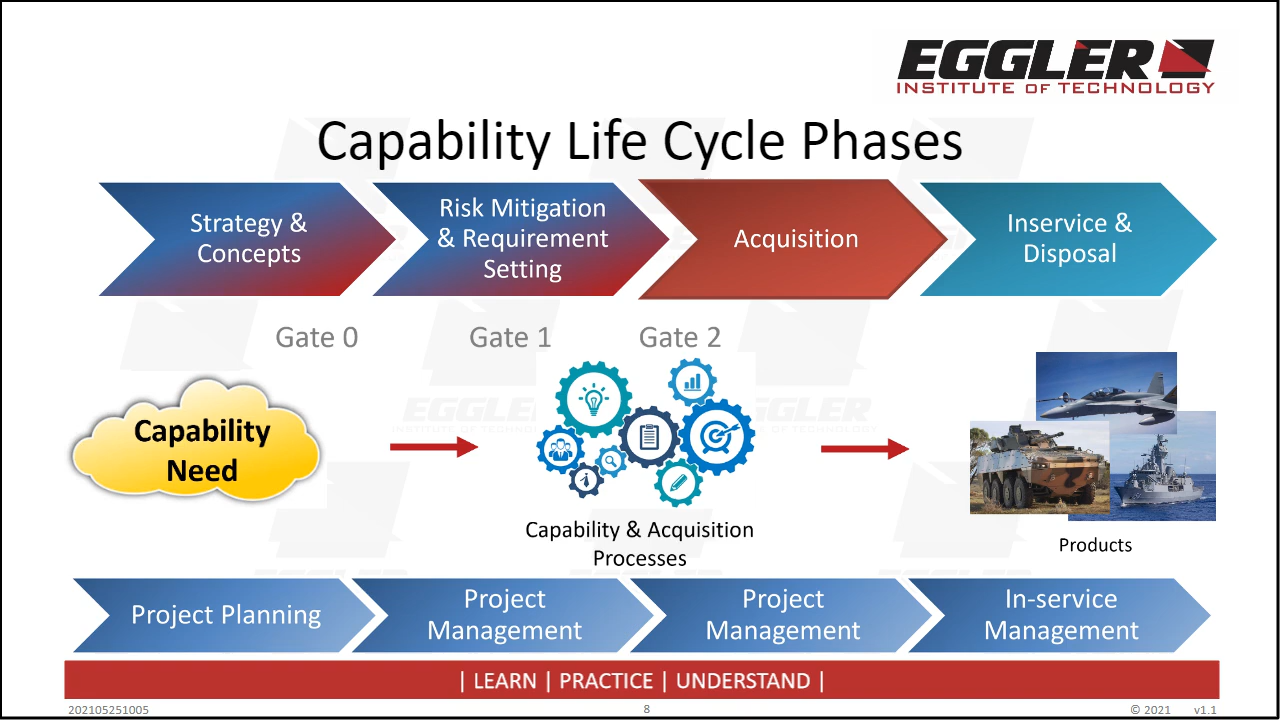 EGGLER
INSTITUTE OF TECHNOLOGY
Capability Life Cycle Phases
Strategy &
Concepts
Risk Mitigation
& Requirement
Setting
Acquisition
Inservice &
Disposal
Gate 0
Gate 1
Gate 2
Capability
Need
Capability & Acquisition
Processes
Products
Project Planning
Project
Management
Project
Management
In-service
Management
| LEARN | PRACTICE | UNDERSTAND |
202105251005
8
© 2021
v1.1